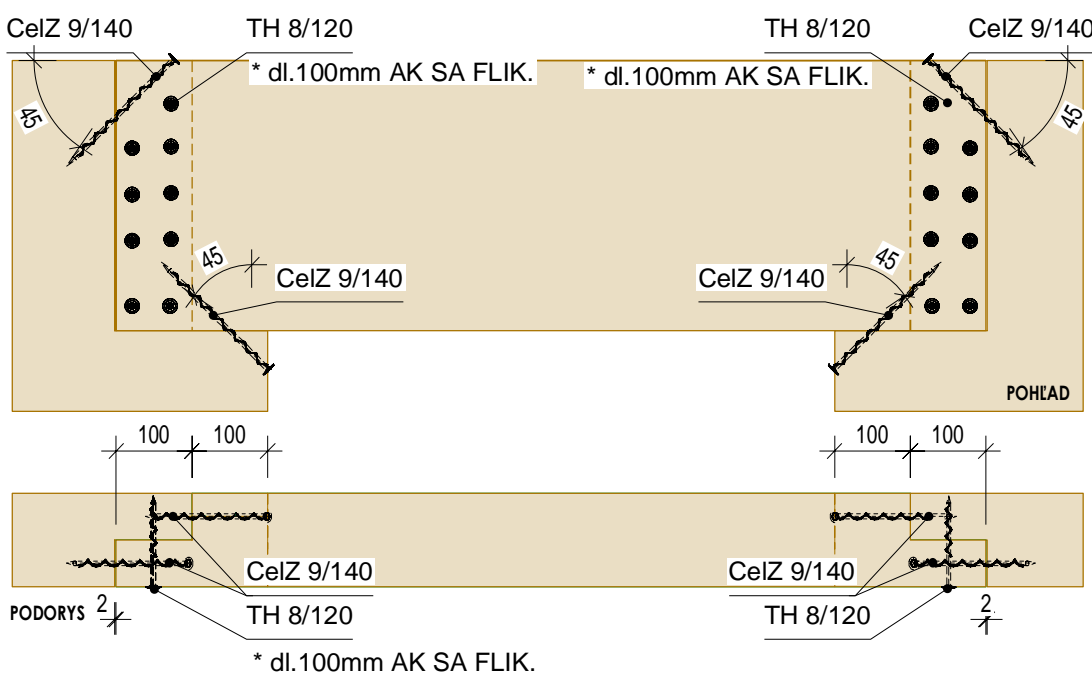 CelZ 9/140
TH 8/120
TH 8/120
CelZ 9/140
* dl.100mm AK SA FLIK.
* dl.100mm AK SA FLIK.
45
45
45
45
CelZ 9/140
CelZ 9/140
POHĽAD
100
100
100
100
CelZ 9/140
CelZ 9/140
PODORYS
2
TH 8/120
TH 8/120
2
* dl.100mm AK SA FLIK.